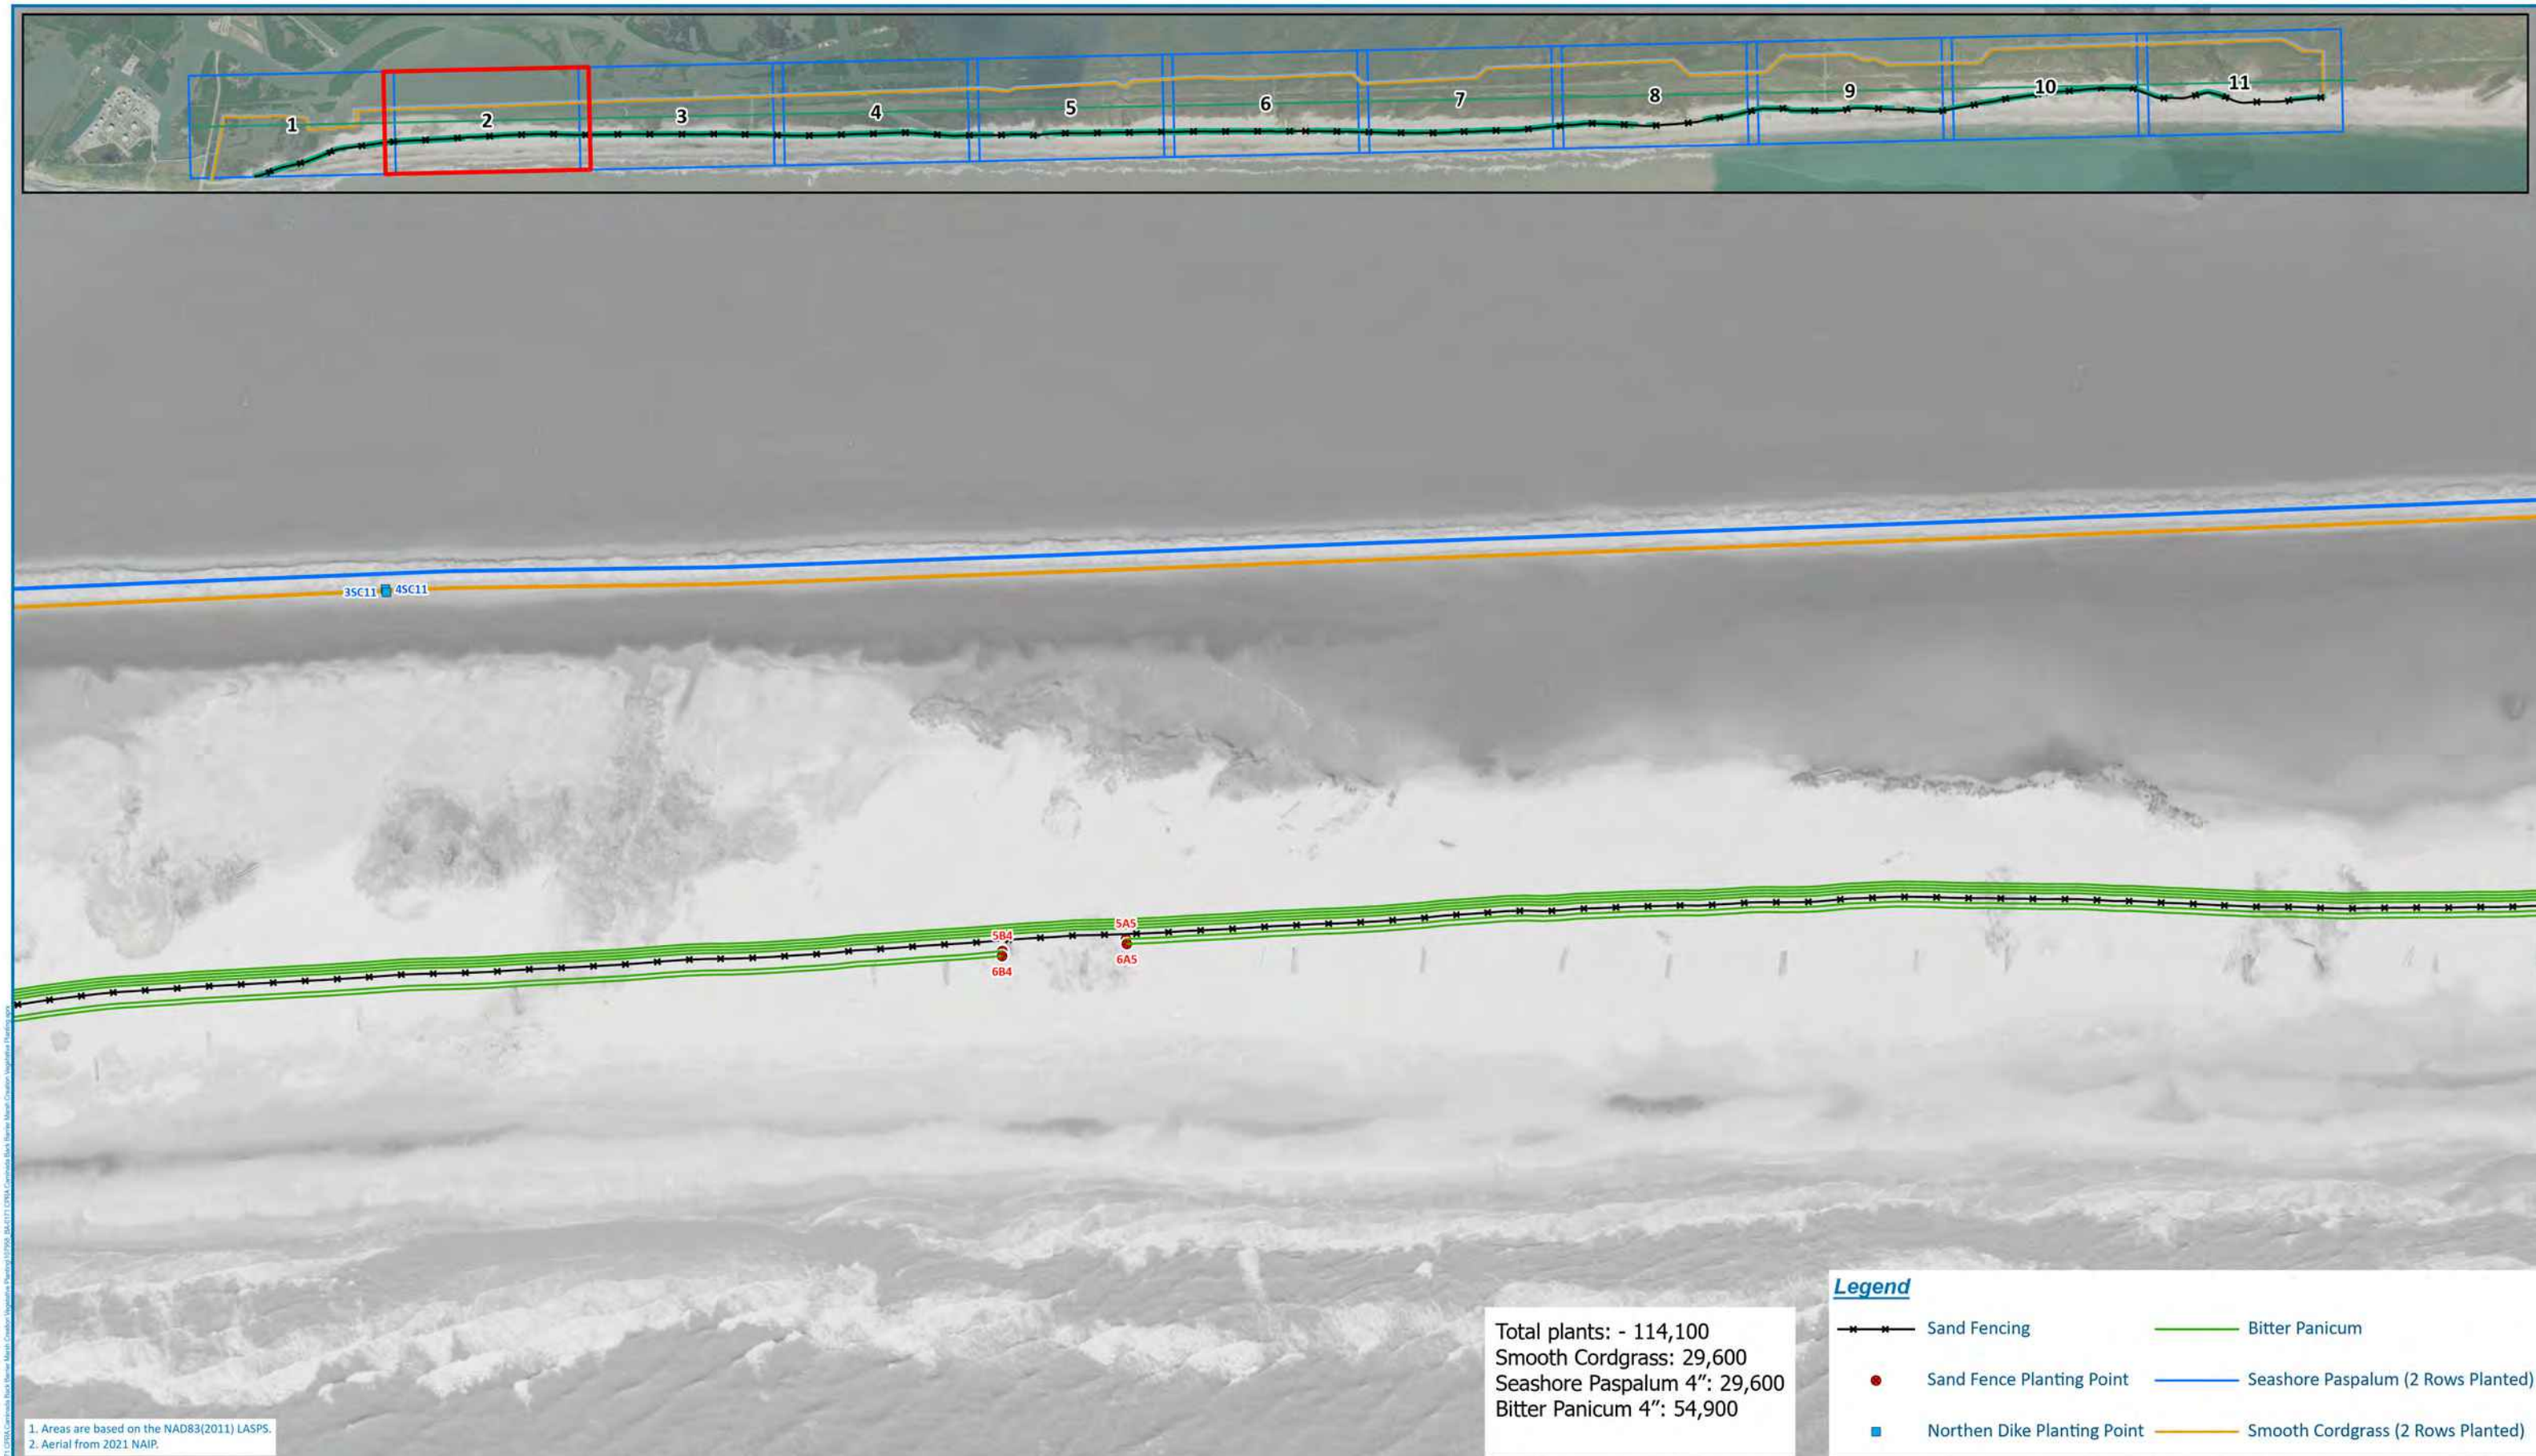 1
2
3
4
5
6
7
8
9
10
11
3SC11
4SC11
5B4
6B4
5A5
6A5
Total plants: - 114,100
Smooth Cordgrass: 29,600
Seashore Paspalum 4”: 29,600
Bitter Panicum 4”: 54,900
Legend
Sand Fencing
Bitter Panicum
Sand Fence Planting Point
Seashore Paspalum (2 Rows Planted)
Northen Dike Planting Point
Smooth Cordgrass (2 Rows Planted)
1. Areas are based on the NAD83(2011) LASPS.
2. Aerial from 2021 NAIP.